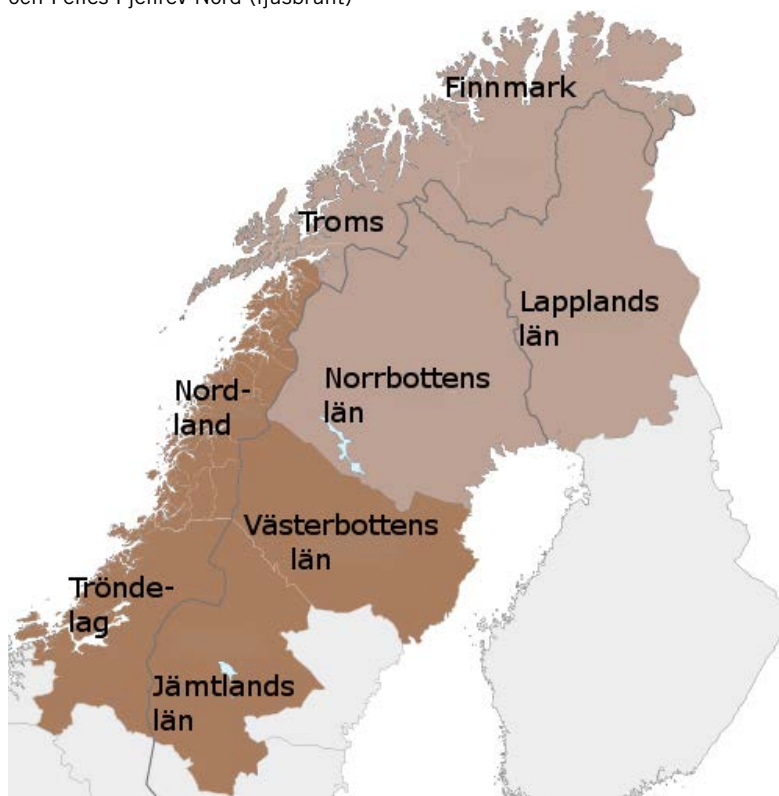 och Felles Fjellrev Nord (ljusbrunt)
Finnmark
Troms
Lapplands
län
Norrbottens
län
Nord-
land
Västerbottens
län
Trönde-
lag
Jämtlands
län